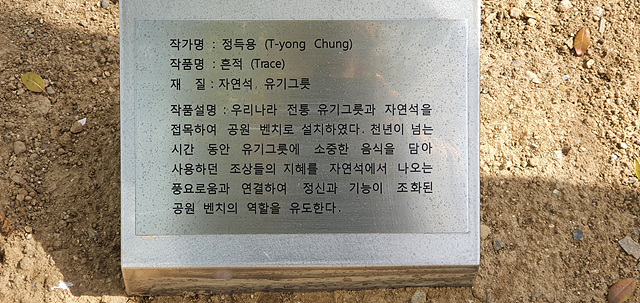 작가명 : 정득용 (T-yong Chung)
작품명 : 흔적 (Trace)
재 질 : 자연석, 유기그릇
작품설명 : 우리나라 전통 유기그릇과 자연석을
접목하여 공원 벤치로 설치하였다. 천년이 넘는
시간 동안 유기그릇에 소중한 음식을 담아
사용하던 조상들의 지혜를 자연석에서 나오는
풍요로움과 연결하여 정신과 기능이 조화된
공원 벤치의 역할을 유도한다.